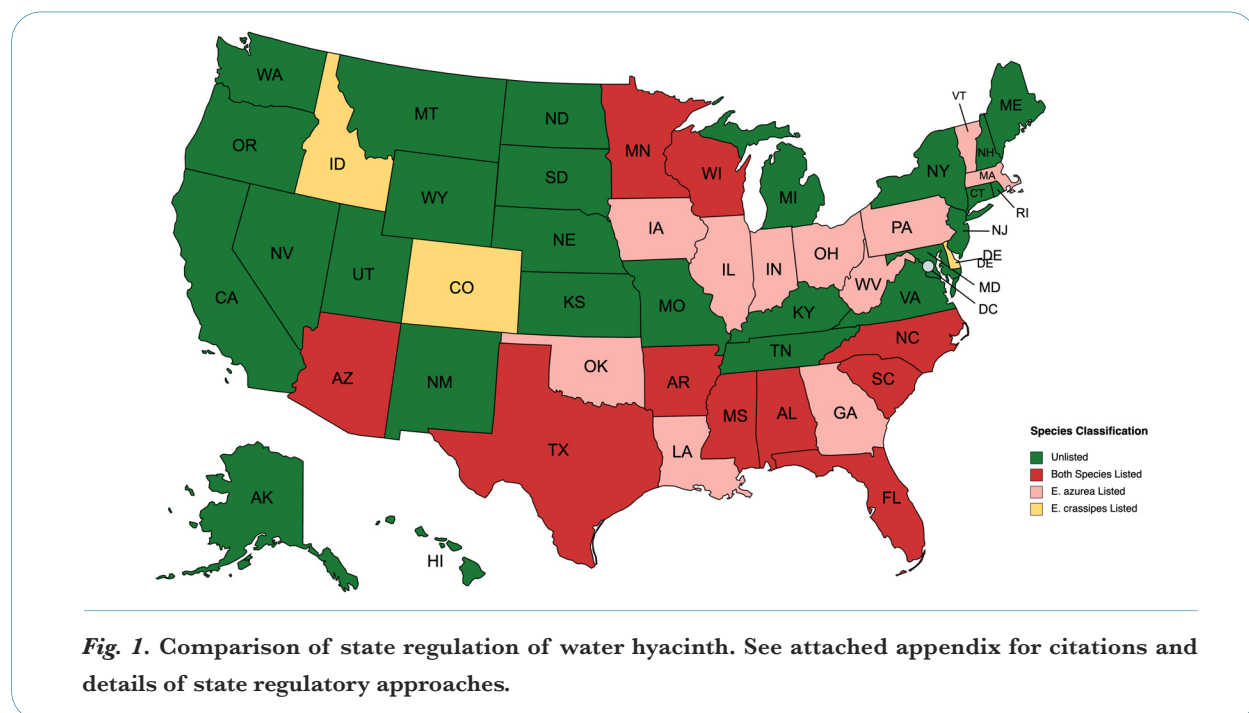 WA
MT
ND
MN
VT
ME
OR
ID
SD
WI
MI
NY
NH
MA
CT
RI
WY
IA
PA
NJ
NE
IL
IN
OH
DE
DE
NV
UT
CO
KS
MO
WV
VA
MD
DC
CA
KY
NC
TN
AZ
NM
OK
AR
SC
MS
AL
GA
TX
LA
FL
AK
HI
Species Classification
Unlisted
Both Species Listed
E. azurea Listed
E. crassipes Listed
Fig. 1. Comparison of state regulation of water hyacinth. See attached appendix for citations and
details of state regulatory approaches.